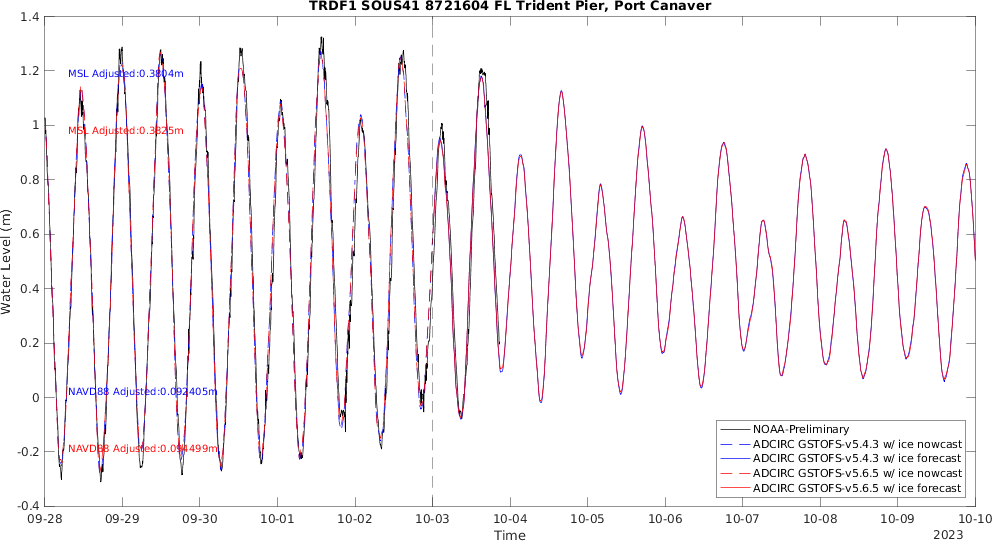 TRDF1 SOUS41 8721604 FL Trident Pier, Port Canaver
1.4
1.2
1
0.8
0.6
0.4
0.2
0
-0.2
-0.4
Water Level (m)
MSL Adjusted:0.3804m
MSL Adjusted:0.3825m
NAVD88 Adjusted:0.092405m
NAVD88 Adjusted:0.094499m
NOAA-Preliminary
ADCIRC GSTOFS-v5.4.3 w/ ice nowcast
ADCIRC GSTOFS-v5.4.3 w/ ice forecast
ADCIRC GSTOFS-v5.6.5 w/ ice nowcast
ADCIRC GSTOFS-v5.6.5 w/ ice forecast
09-28 09-29 09-30 10-01 10-02 10-03 10-04 10-05 10-06 10-07 10-08 10-09 10-10
Time
2023